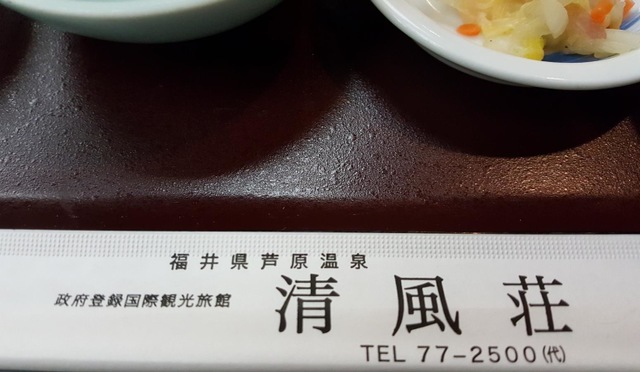 福井県芦原温泉
政府登録国際観光旅館 清風荘
TEL 77-2500(代)